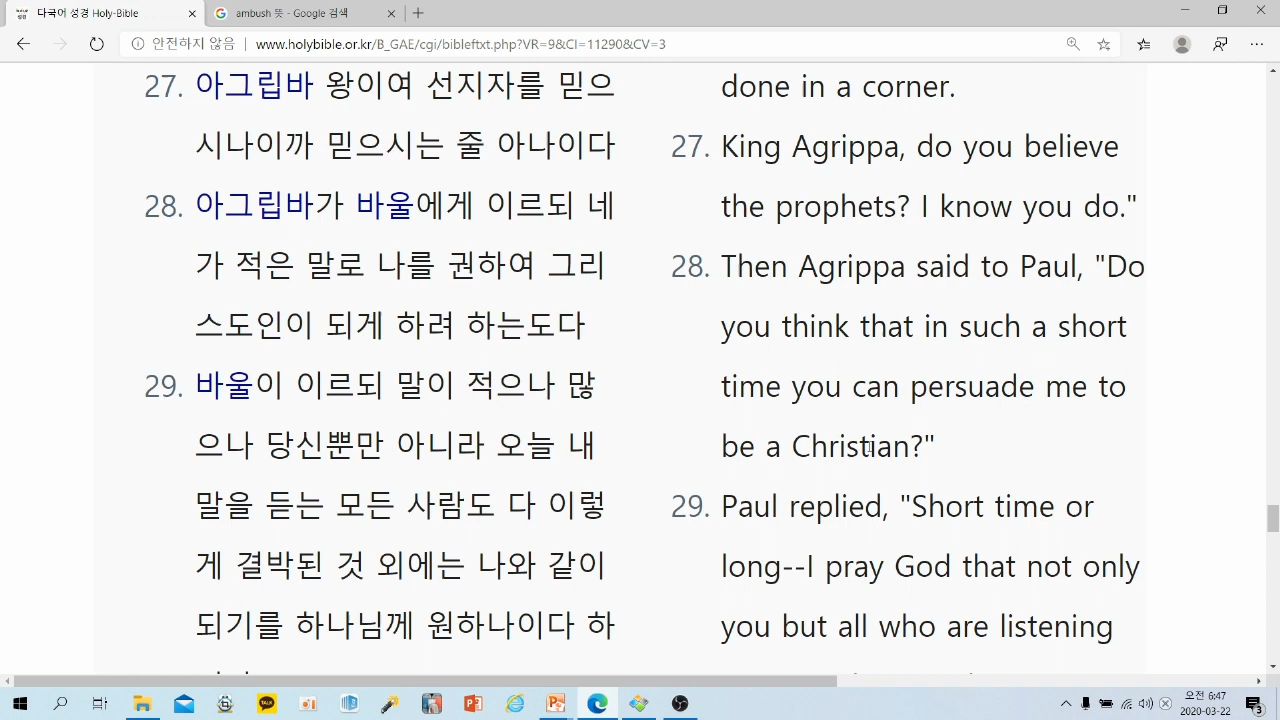 다국어 성경 Holy-Bible
ambush 뜻 - Google 검색
안전하지 않음
www.holybible.or.kr/B_GAE/cgi/bibleftxt.php?VR=9&CI=11290&CV=3
27. 아그립바 왕이여 선지자를 믿으
시나이까 믿으시는 줄 아나이다
28. 아그립바가 바울에게 이르되 네
가 적은 말로 나를 권하여 그리
스도인이 되게 하려 하는도다
29. 바울이 이르되 말이 적으나 많
으나 당신뿐만 아니라 오늘 내
말을 듣는 모든 사람도 다 이렇
게 결박된 것 외에는 나와 같이
되기를 하나님께 원하나이다 하
done in a corner.
27. King Agrippa, do you believe
the prophets? I know you do."
28. Then Agrippa said to Paul, "Do
you think that in such a short
time you can persuade me to
be a Christian?"
29. Paul replied, "Short time or
long--I pray God that not only
you but all who are listening
TALK
오전 6:47
2020-03-22
3